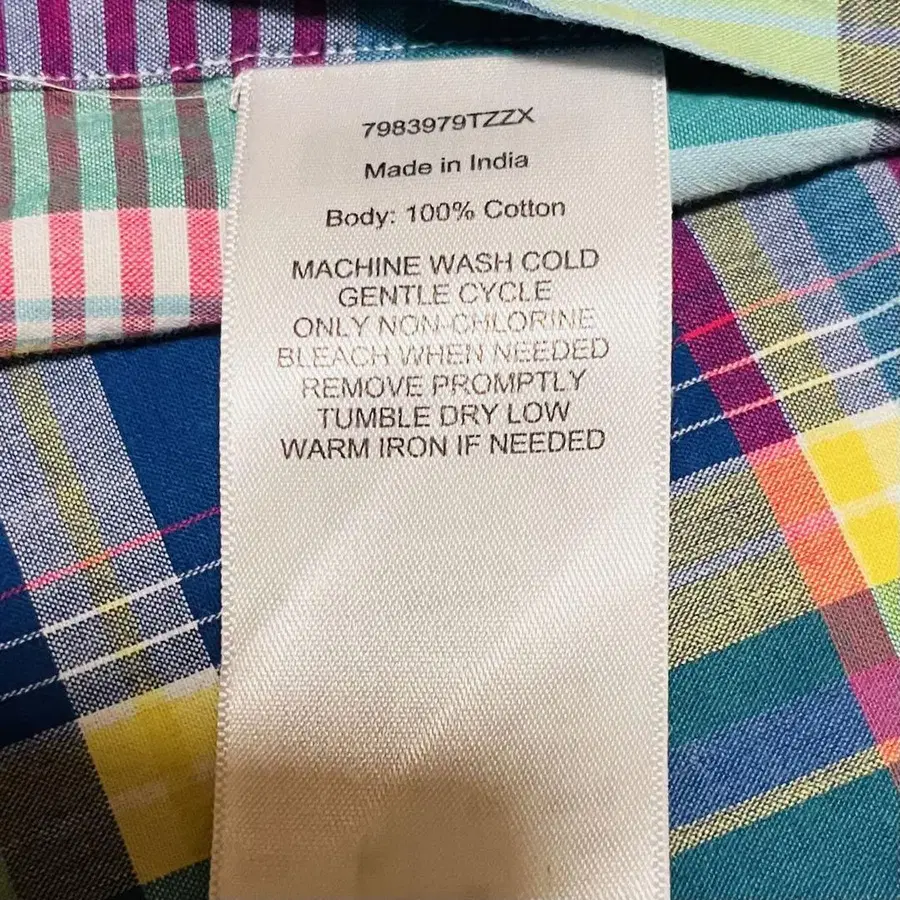 7983979TZZX
Made in India
Body: 100% Cotton
MACHINE WASH COLD
GENTLE CYCLE
ONLY NON-CHLORINE
BLEACH WHEN NEEDED
REMOVE PROMPTLY
TUMBLE DRY LOW
WARM IRON IF NEEDED